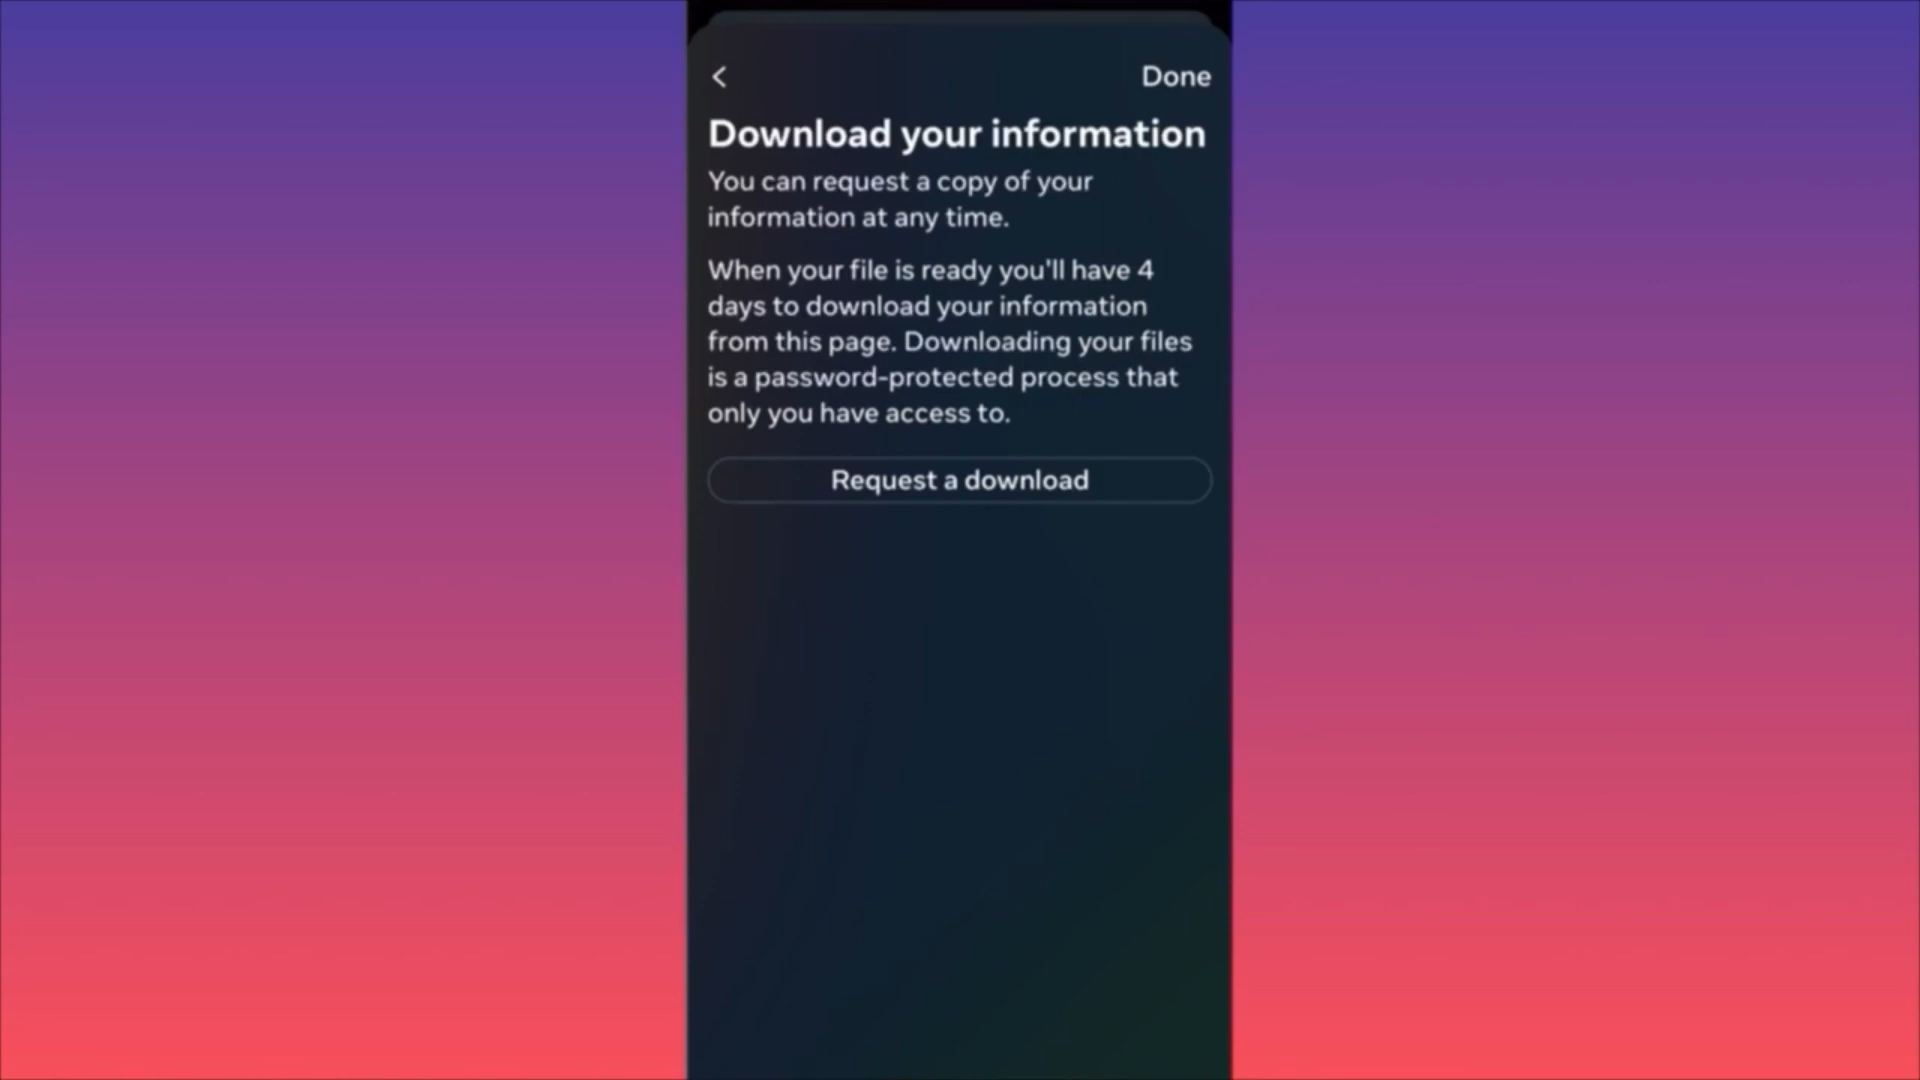 Done
Download your information
You can request a copy of your
information at any time.
When your file is ready you'll have 4
days to download your information
from this page. Downloading your files
is a password-protected process that
only you have access to.
Request a download